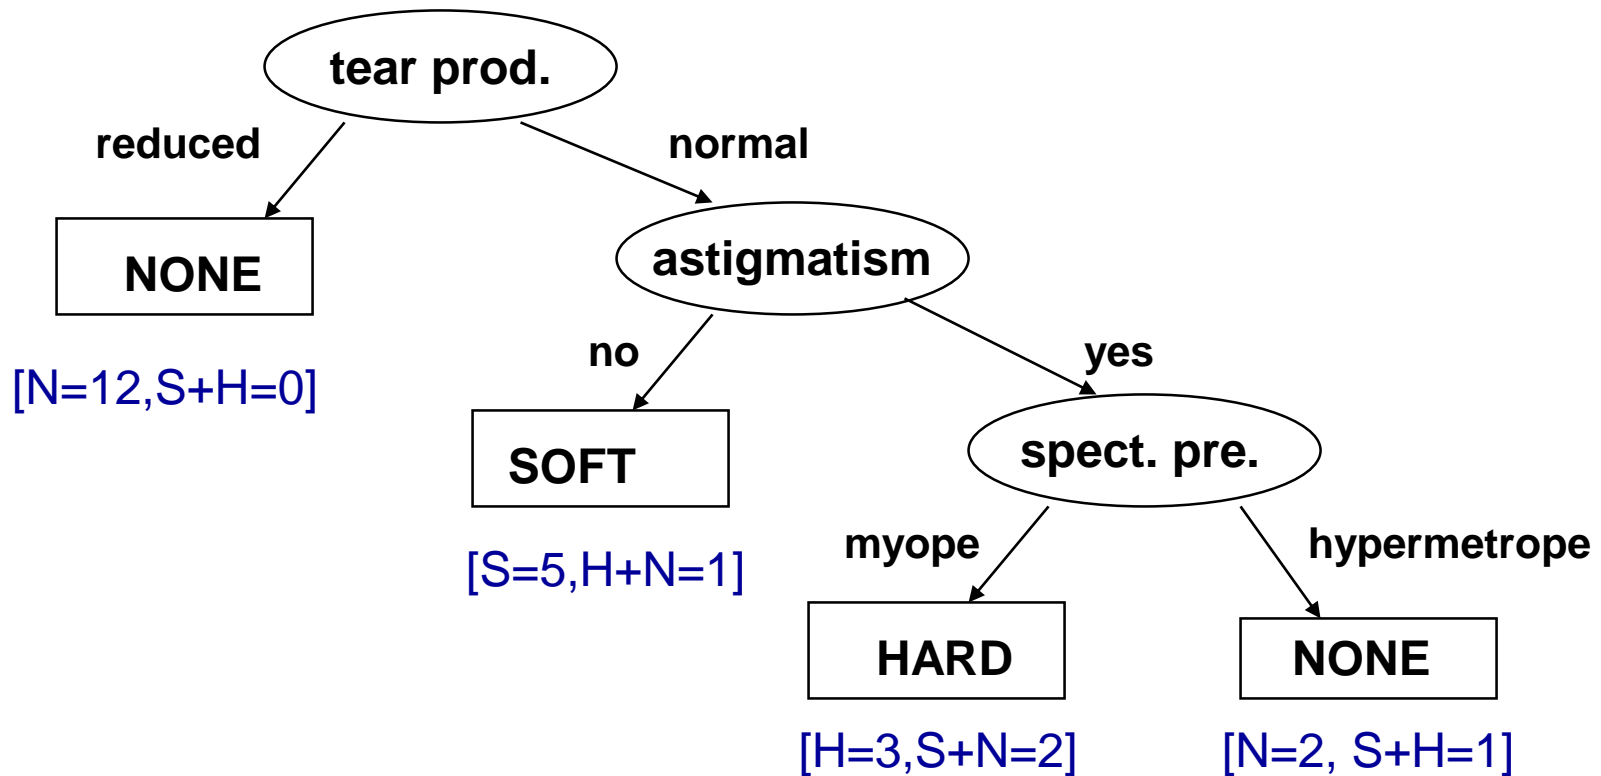 tear prod.
reduced
normal
NONE
astigmatism
[N=12,S+H=0]
no
yes
SOFT
spect. pre.
[S=5,H+N=1]
myope
hypermetrope
HARD
NONE
[H=3,S+N=2]
[N=2, S+H=1]